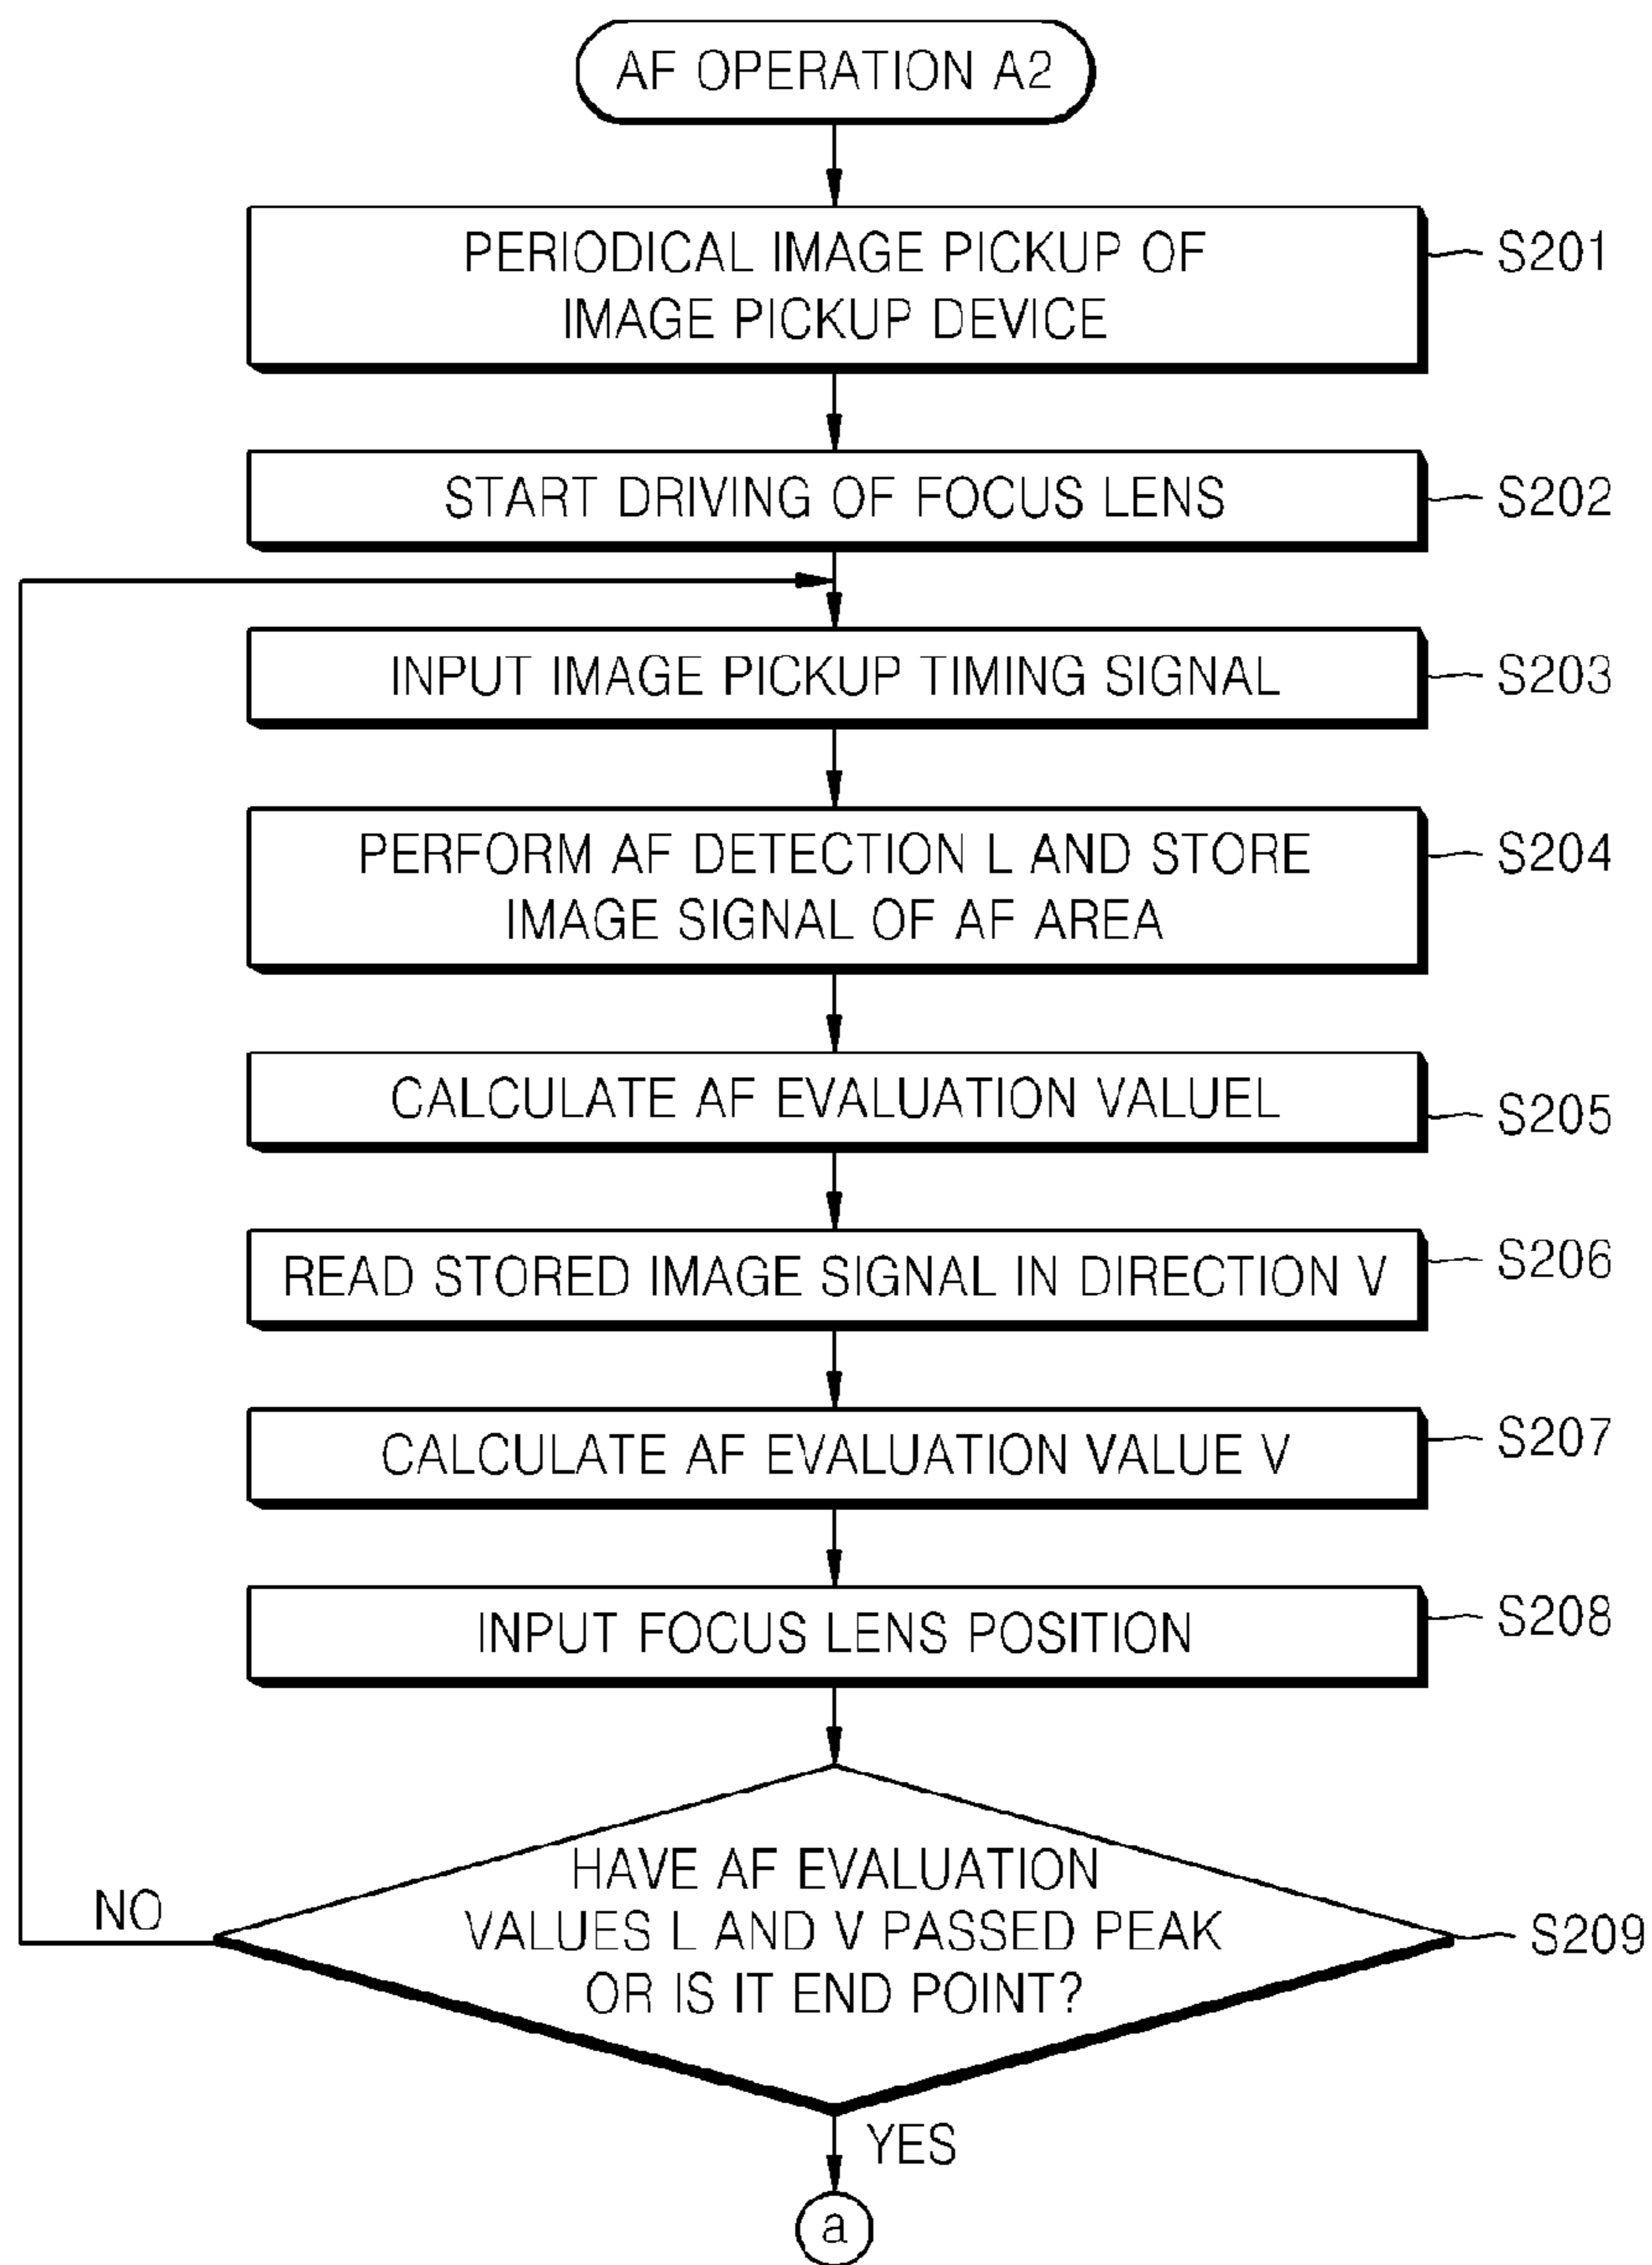 AF OPERATION A2
PERIODICAL IMAGE PICKUP OF
IMAGE PICKUP DEVICE
S201
START DRIVING OF FOCUS LENS
S202
INPUT IMAGE PICKUP TIMING SIGNAL
S203
PERFORM AF DETECTION L AND STORE
IMAGE SIGNAL OF AF AREA
S204
CALCULATE AF EVALUATION VALUEL
S205
READ STORED IMAGE SIGNAL IN DIRECTION V
S206
CALCULATE AF EVALUATION VALUE V
S207
INPUT FOCUS LENS POSITION
S208
HAVE AF EVALUATION
VALUES L AND V PASSED PEAK
OR IS IT END POINT?
S209
NO
YES
a